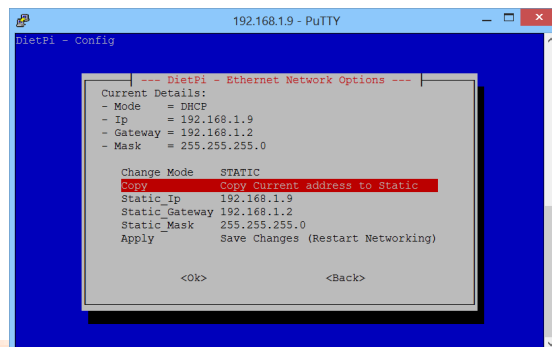 192.168.1.9 - PuTTY
DietPi - Config
--- DietPi - Ethernet Network Options ---
Current Details:
- Mode = DHCP
- Ip = 192.168.1.9
- Gateway = 192.168.1.2
- Mask = 255.255.255.0
Change Mode STATIC
Copy Copy Current address to Static
Static_Ip 192.168.1.9
Static_Gateway 192.168.1.2
Static_Mask 255.255.255.0
Apply Save Changes (Restart Networking)
<Ok> <Back>